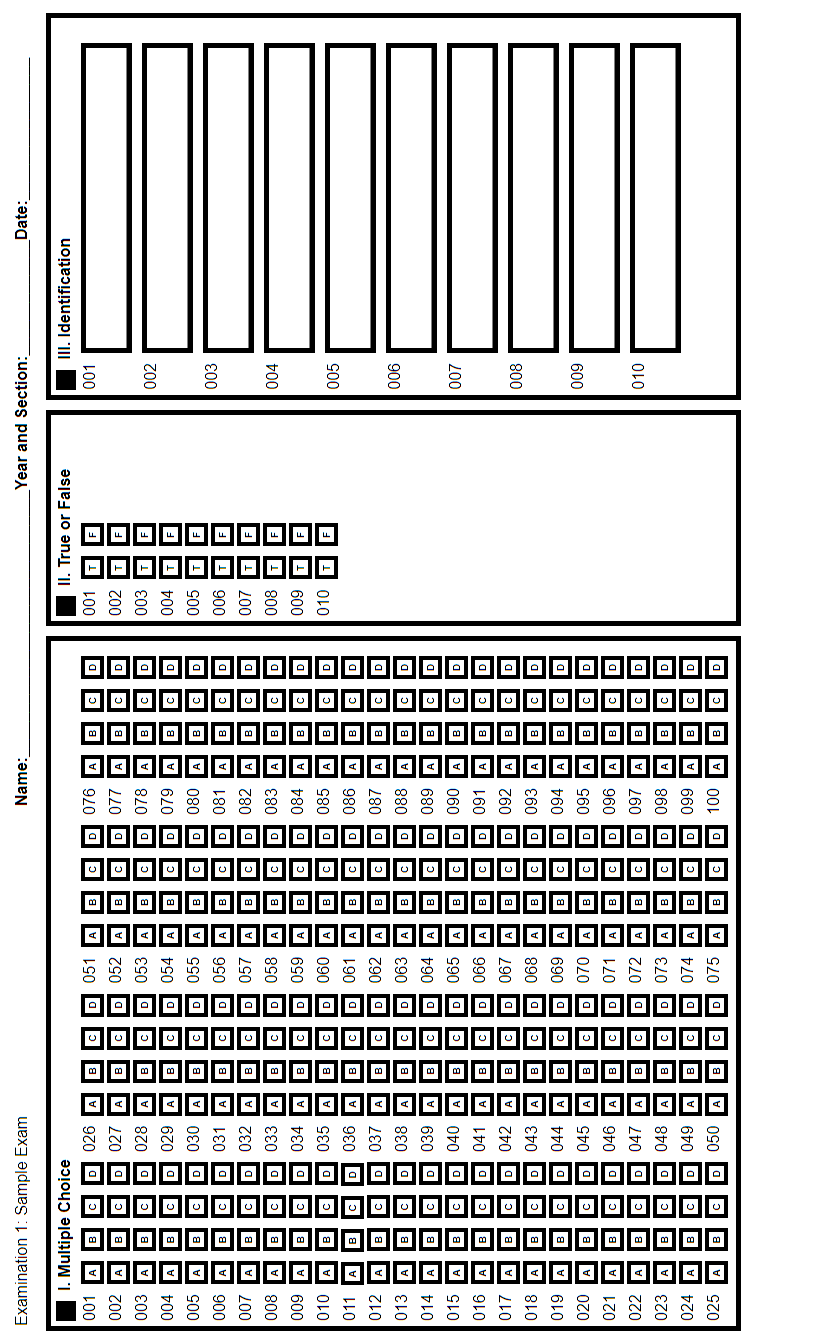 Examination 1: Sample Exam Name: Year and Section: Date:
I. Multiple Choice
001 A B C D 026 A B C D 051 A B C D 076 A B C D
002 A B C D 027 A B C D 052 A B C D 077 A B C D
003 A B C D 028 A B C D 053 A B C D 078 A B C D
004 A B C D 029 A B C D 054 A B C D 079 A B C D
005 A B C D 030 A B C D 055 A B C D 080 A B C D
006 A B C D 031 A B C D 056 A B C D 081 A B C D
007 A B C D 032 A B C D 057 A B C D 082 A B C D
008 A B C D 033 A B C D 058 A B C D 083 A B C D
009 A B C D 034 A B C D 059 A B C D 084 A B C D
010 A B C D 035 A B C D 060 A B C D 085 A B C D
011 A B C D 036 A B C D 061 A B C D 086 A B C D
012 A B C D 037 A B C D 062 A B C D 087 A B C D
013 A B C D 038 A B C D 063 A B C D 088 A B C D
014 A B C D 039 A B C D 064 A B C D 089 A B C D
015 A B C D 040 A B C D 065 A B C D 090 A B C D
016 A B C D 041 A B C D 066 A B C D 091 A B C D
017 A B C D 042 A B C D 067 A B C D 092 A B C D
018 A B C D 043 A B C D 068 A B C D 093 A B C D
019 A B C D 044 A B C D 069 A B C D 094 A B C D
020 A B C D 045 A B C D 070 A B C D 095 A B C D
021 A B C D 046 A B C D 071 A B C D 096 A B C D
022 A B C D 047 A B C D 072 A B C D 097 A B C D
023 A B C D 048 A B C D 073 A B C D 098 A B C D
024 A B C D 049 A B C D 074 A B C D 099 A B C D
025 A B C D 050 A B C D 075 A B C D 100 A B C D
II. True or False
001 T F
002 T F
003 T F
004 T F
005 T F
006 T F
007 T F
008 T F
009 T F
010 T F
III. Identification
001
002
003
004
005
006
007
008
009
010